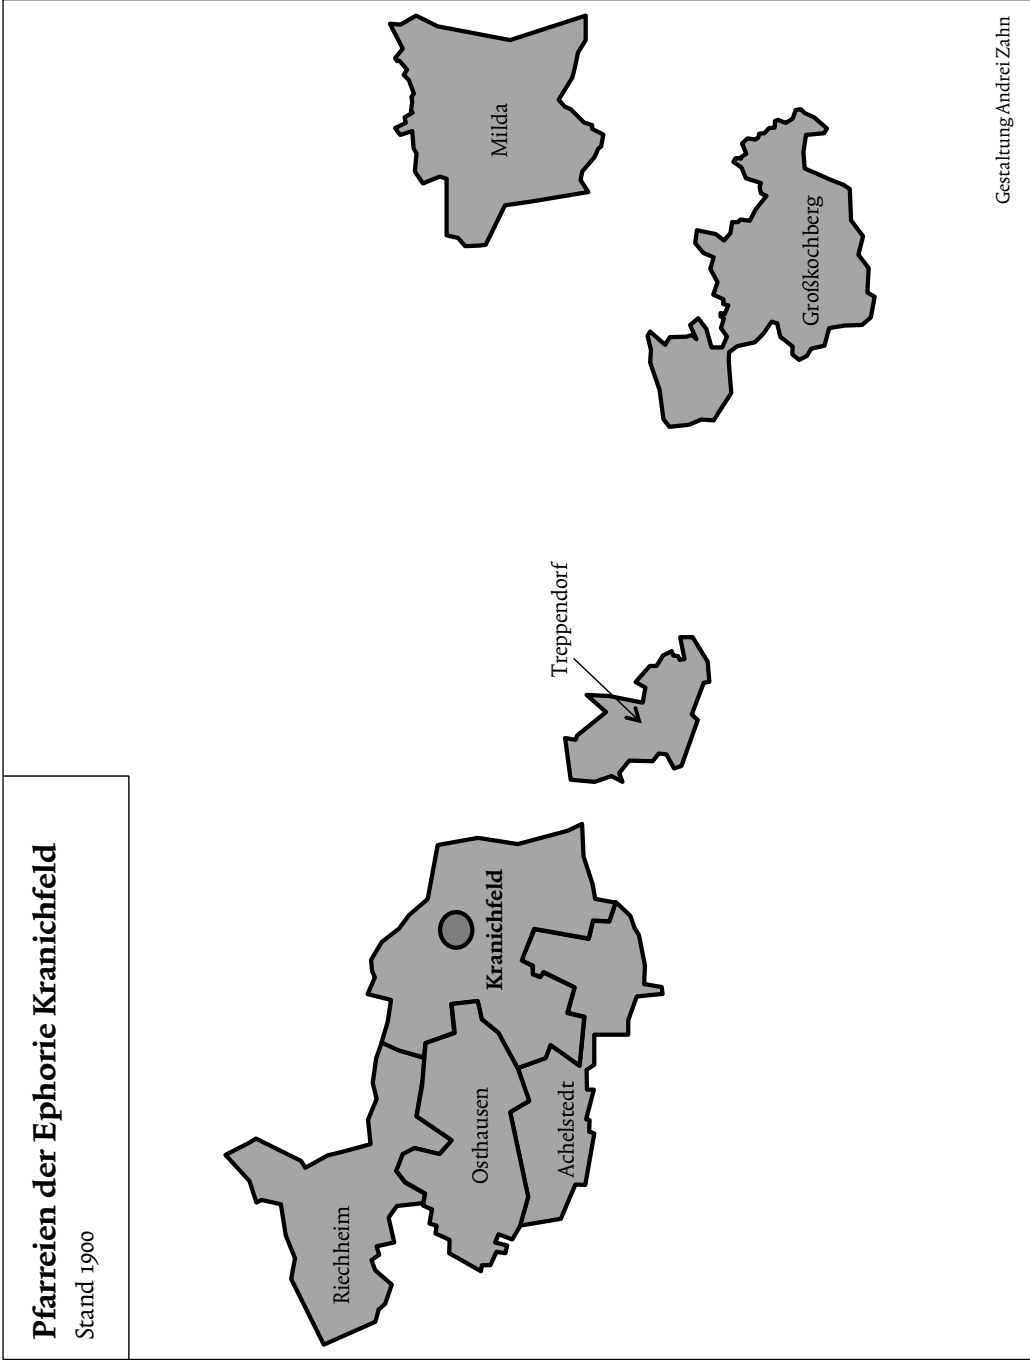 Pfarreien der Ephorie Kranichfeld
Stand 1900
Riechheim
Osthausen
Achelstedt
Kranichfeld
Treppendorf
Milda
Großkochberg
Gestaltung Andrei Zahn